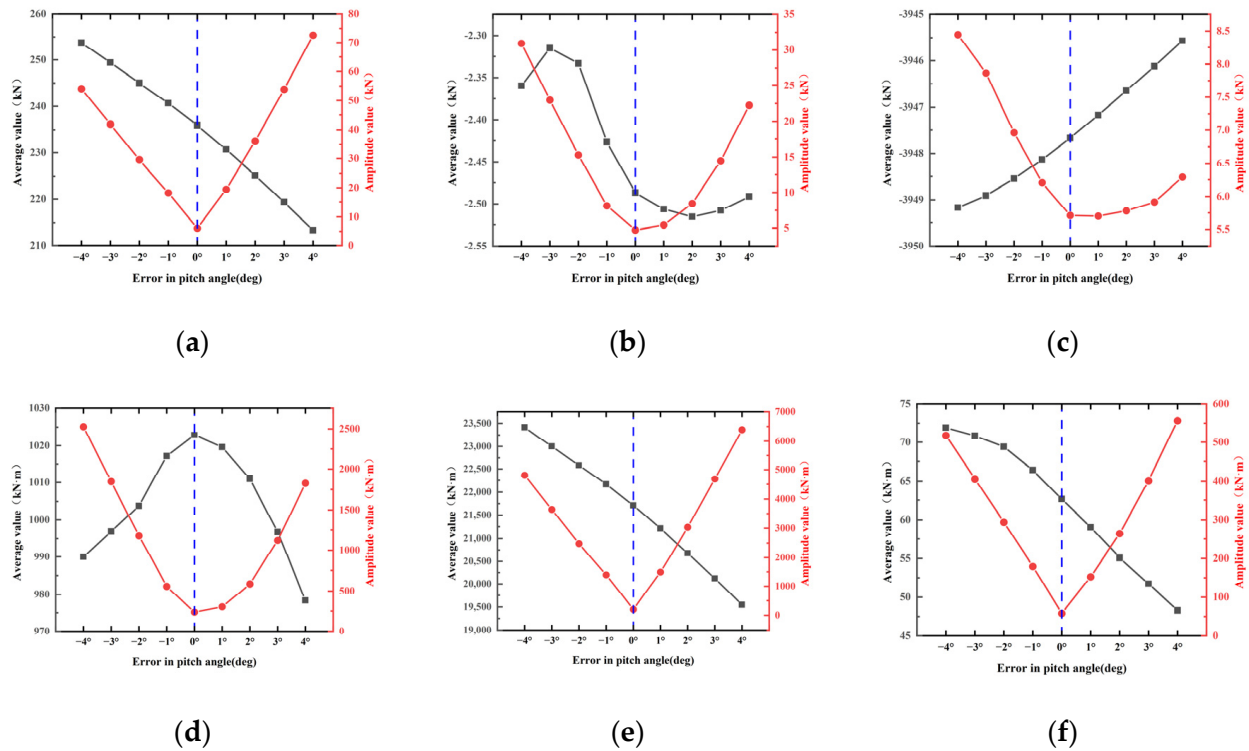 260
250
240
230
220
210
Average value（kN）
80
70
60
50
40
30
20
10
0
Amplitude value（kN）
−4° −3° −2° −1° 0° 1° 2° 3° 4°
Error in pitch angle(deg)
(a)
-2.30
-2.35
-2.40
-2.45
-2.50
-2.55
Average value（kN）
35
30
25
20
15
10
5
Amplitude value（kN）
−4° −3° −2° −1° 0° 1° 2° 3° 4°
Error in pitch angle(deg)
(b)
-3945
-3946
-3947
-3948
-3949
-3950
Average value（kN）
8.5
8.0
7.5
7.0
6.5
6.0
5.5
Amplitude value（kN）
−4° −3° −2° −1° 0° 1° 2° 3° 4°
Error in pitch angle(deg)
(c)
1030
1020
1010
1000
990
980
970
Average value（kN·m）
2500
2000
1500
1000
500
0
Amplitude value（kN·m）
−4° −3° −2° −1° 0° 1° 2° 3° 4°
Error in pitch angle(deg)
(d)
23,500
23,000
22,500
22,000
21,500
21,000
20,500
20,000
19,500
19,000
Average value（kN·m）
7000
6000
5000
4000
3000
2000
1000
0
Amplitude value（kN·m）
−4° −3° −2° −1° 0° 1° 2° 3° 4°
Error in pitch angle(deg)
(e)
75
70
65
60
55
50
45
Average value（kN·m）
600
500
400
300
200
100
0
Amplitude value（kN·m）
−4° −3° −2° −1° 0° 1° 2° 3° 4°
Error in pitch angle(deg)
(f)